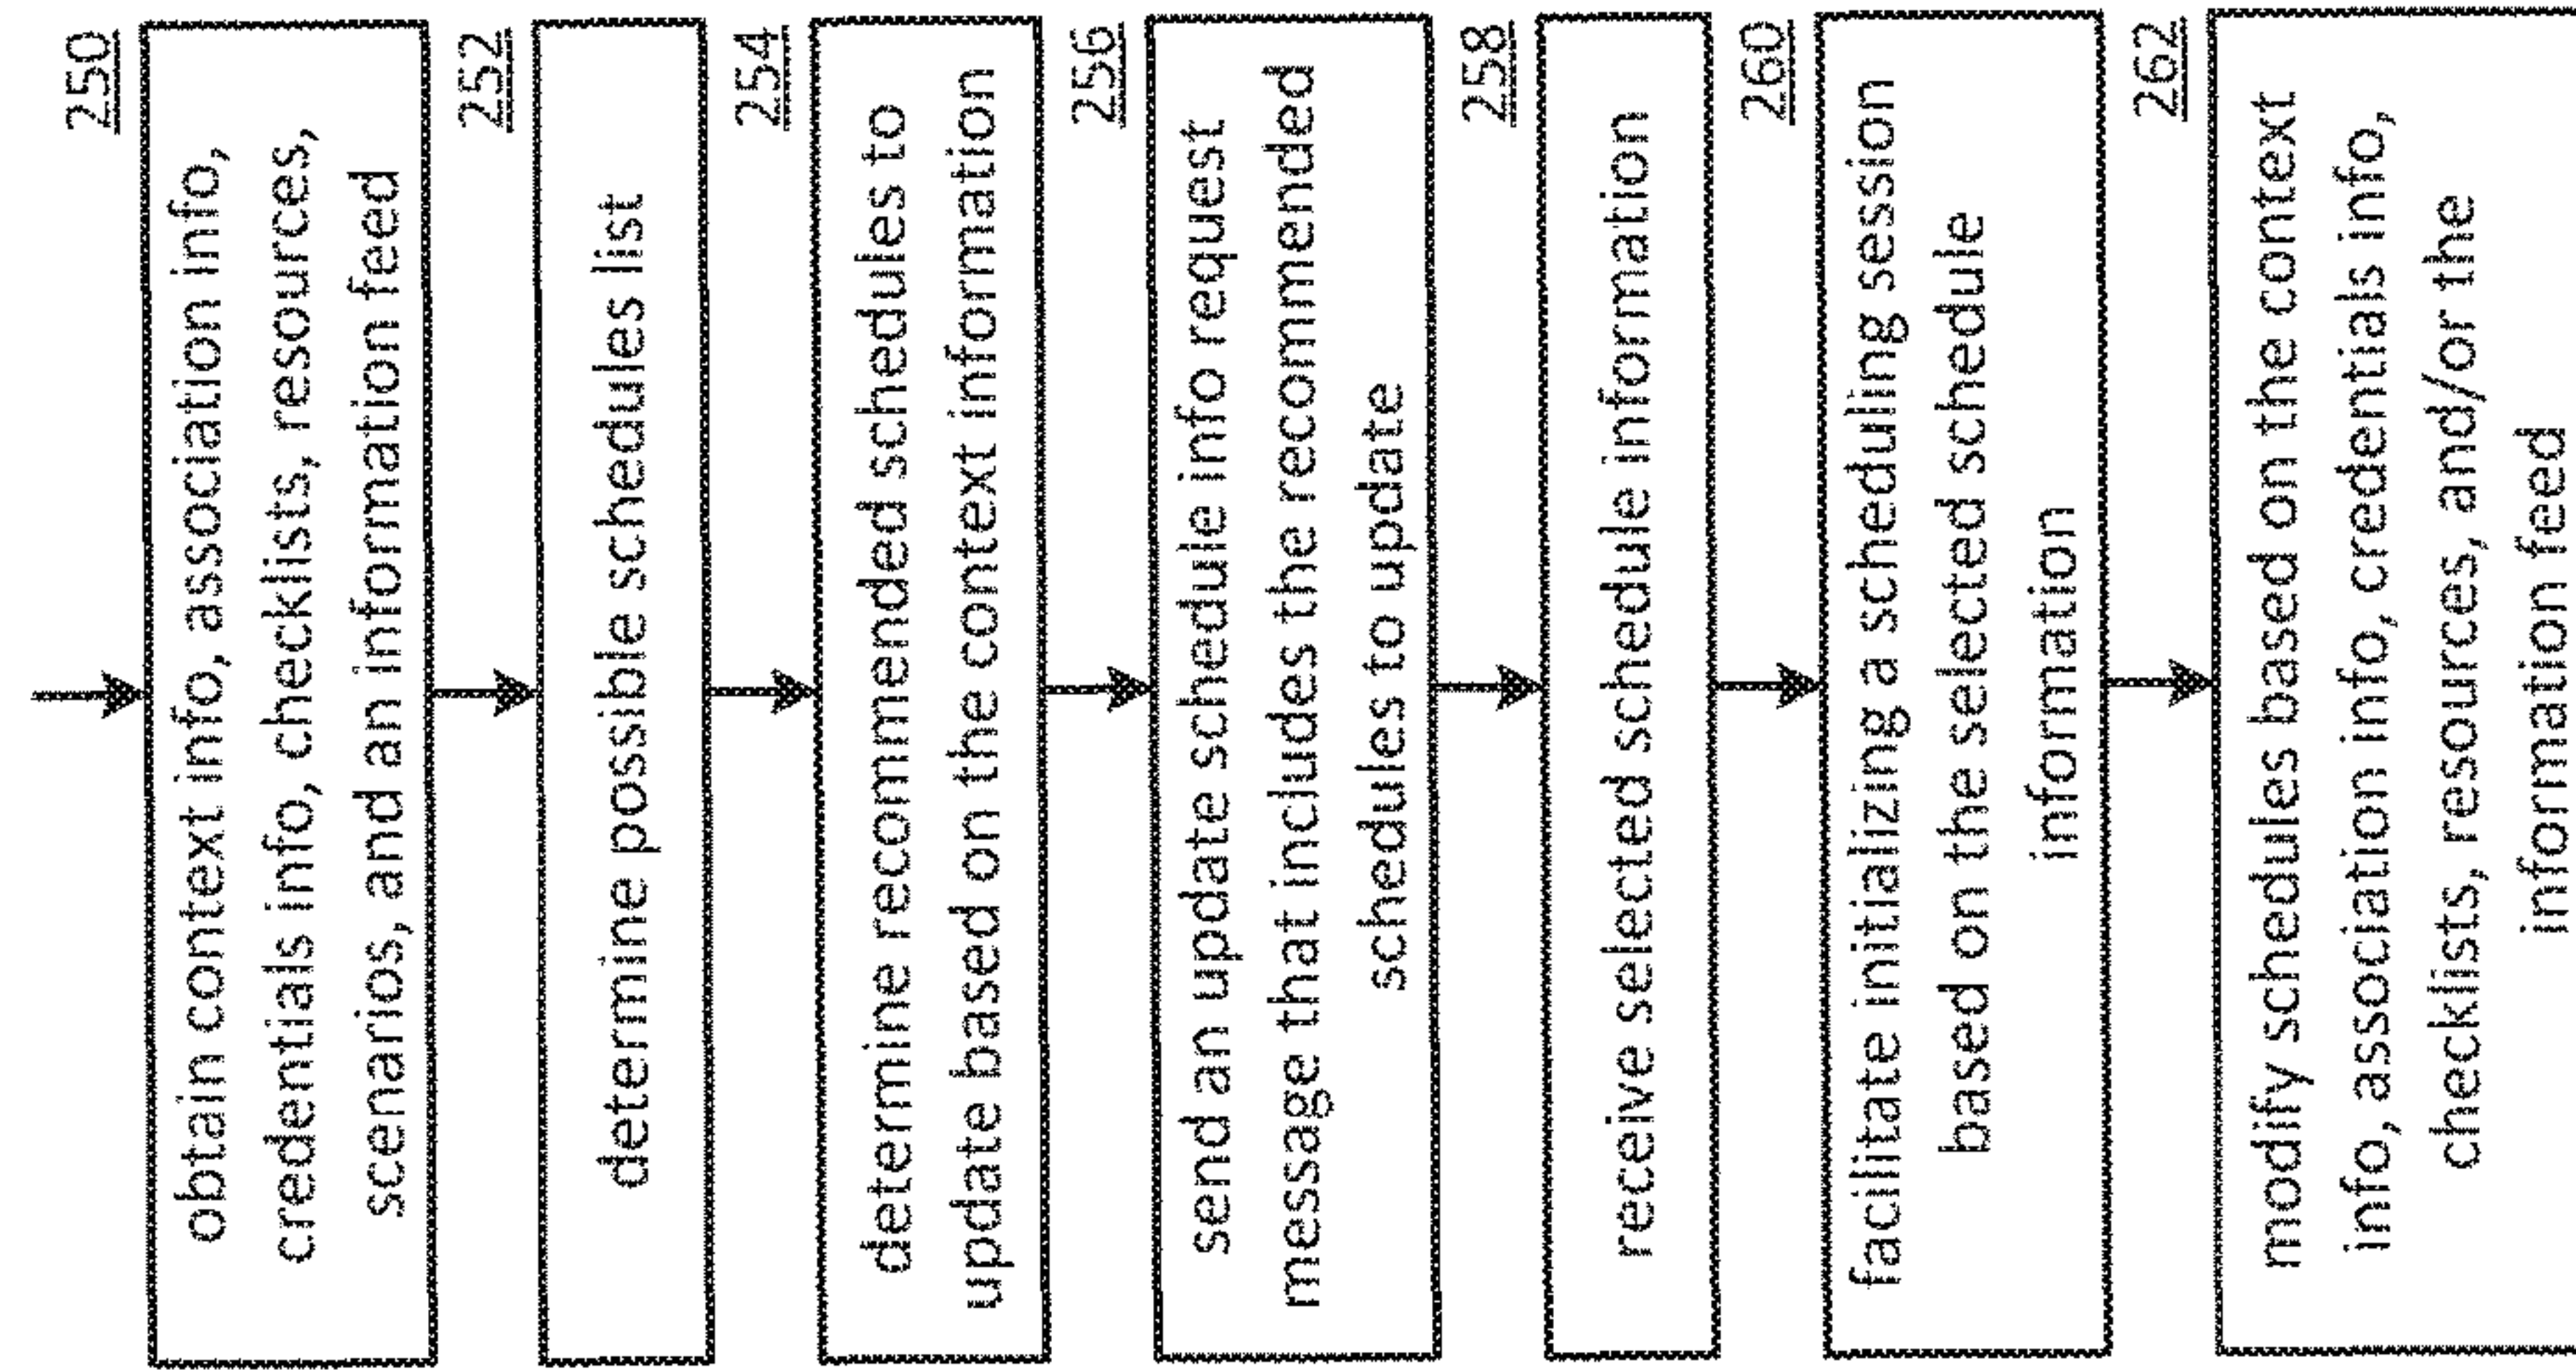 250
obtain context info, association info,
credentials info, checklists, resources,
scenarios, and an information feed
252
determine possible schedules list
254
determine recommended schedules to
update based on the context information
256
send an update schedule info request
message that includes the recommended
schedules to update
258
receive selected schedule information
260
facilitate initializing a scheduling session
based on the selected schedule
information
262
modify schedules based on the context
info, association info, credentials info,
checklists, resources, and/or the
information feed